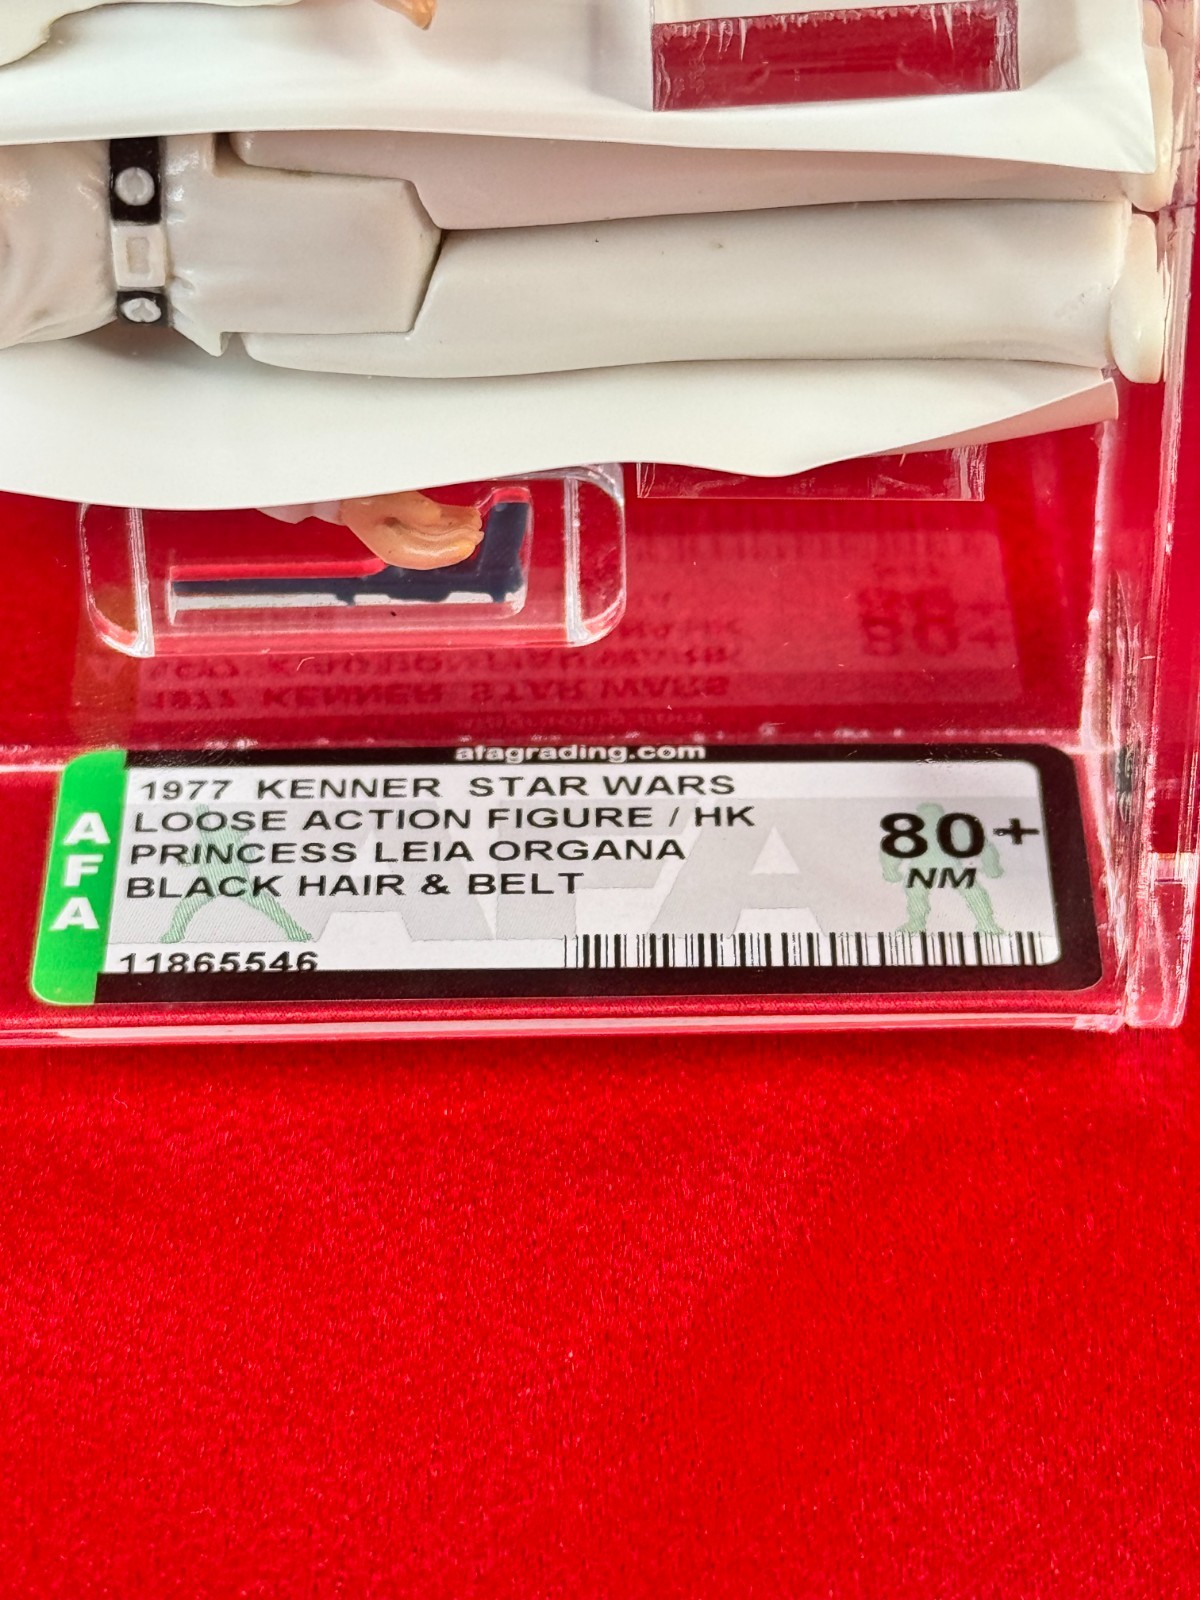 afagrading.com
AFA
1977 KENNER STAR WARS
LOOSE ACTION FIGURE / HK
PRINCESS LEIA ORGANA
BLACK HAIR & BELT
80+
NM
11865546